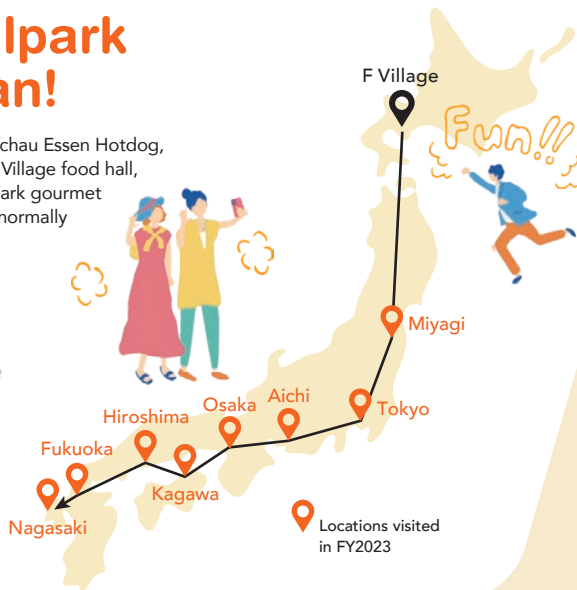 lpark
an!
chau Essen Hotdog,
Village food hall,
ark gourmet
normally
F Village
Fun!!
Miyagi
Tokyo
Aichi
Osaka
Hiroshima
Fukuoka
Kagawa
Nagasaki
Locations visited
in FY2023